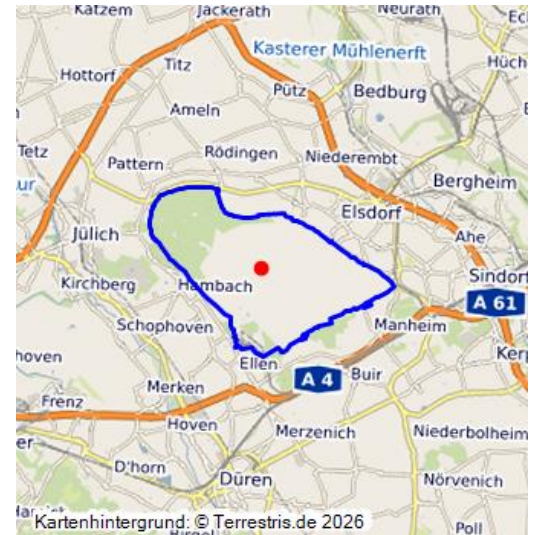 Katzem
Jackerath
Neurath
Kasterer Mühlenerft
Titz
Hottorf
Pütz
Bedburg
Ameln
Tetz
Pattern
Rödingen
Niederembt
Bergheim
Elsdorf
Jülich
Ahe
Hambach
Kirchberg
Sindorf
A 61
Schophoven
Manheim
Ellen
A 4
Buir
Merken
Frenz
Hoven
Merzenich
Niederbolheim
D'horn
Düren
Nörvenich
Kartenhintergrund: © Terrestris.de 2026
Poll